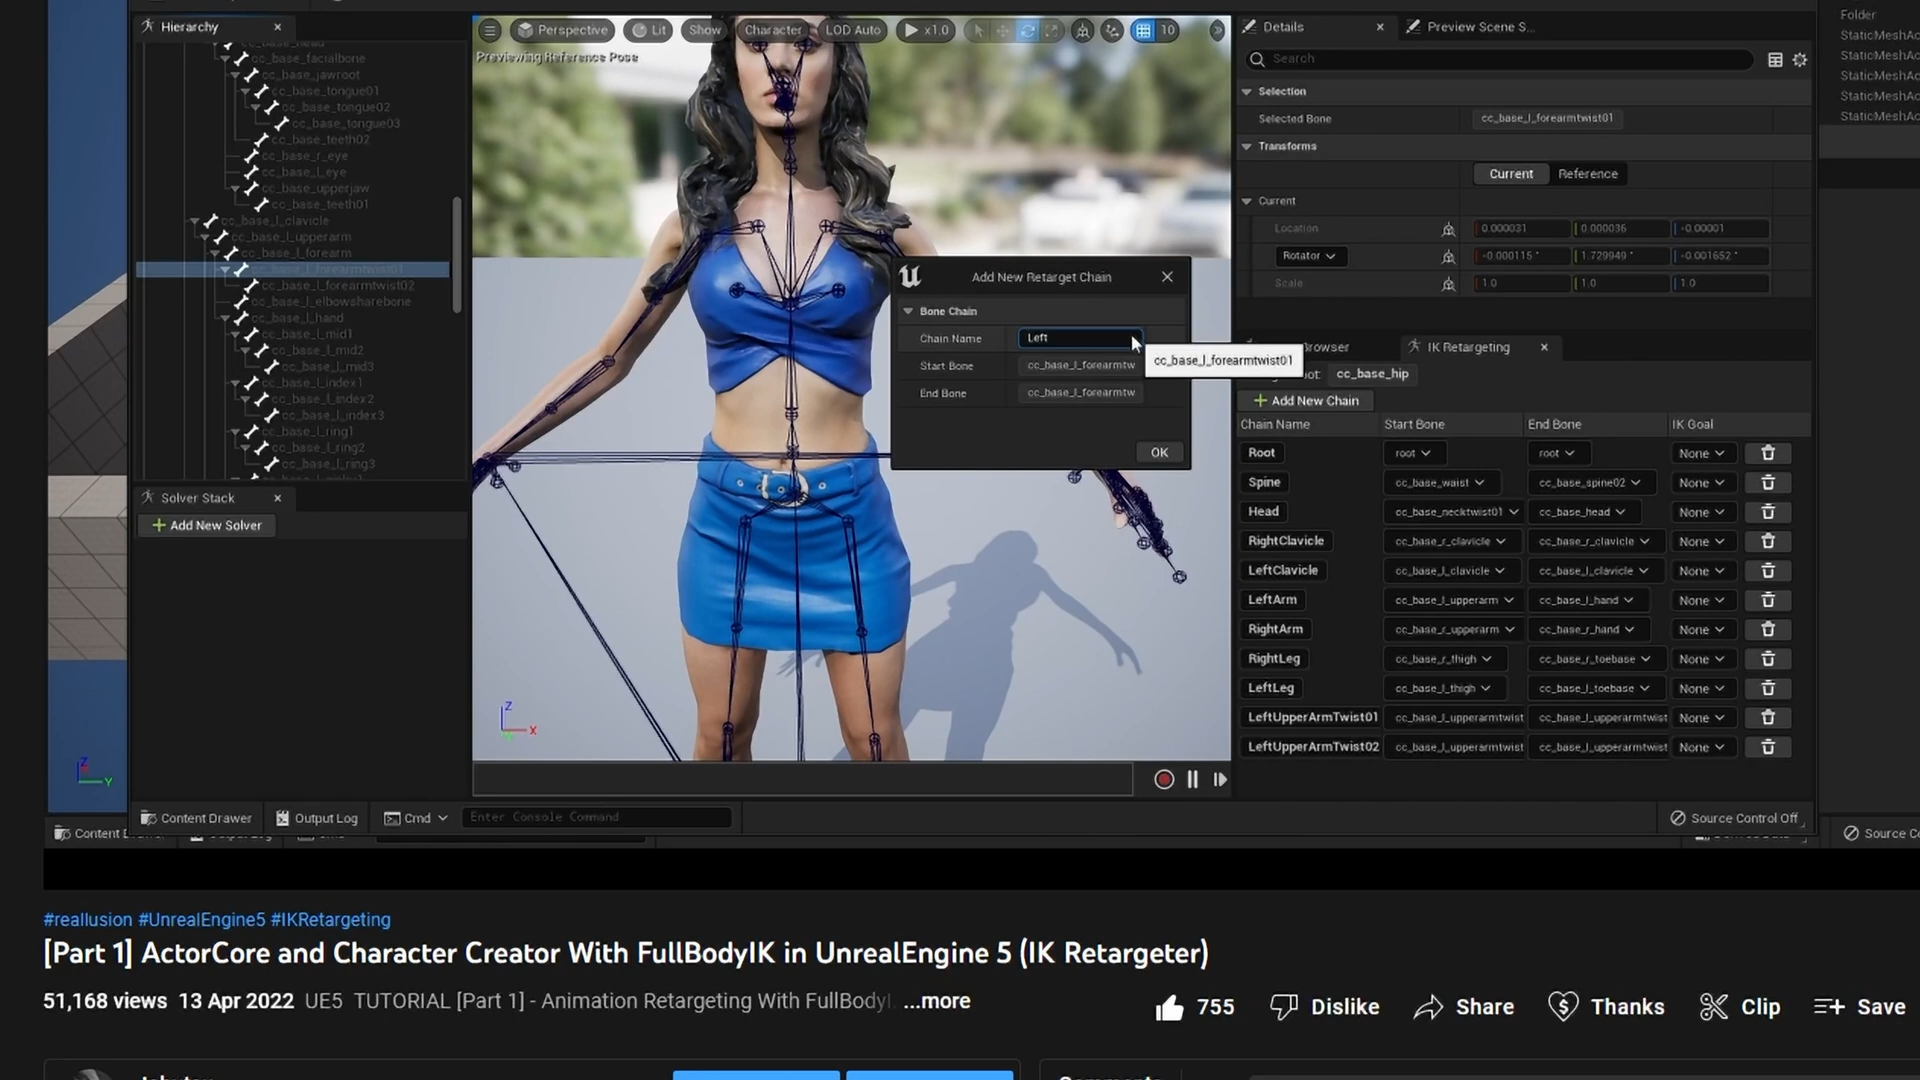 Hierarchy
cc_base_facialbone
cc_base_jawroot
cc_base_tongue01
cc_base_tongue02
cc_base_tongue03
cc_base_teeth02
cc_base_r_eye
cc_base_l_eye
cc_base_upperjaw
cc_base_teeth01
cc_base_l_clavicle
cc_base_l_upperarm
cc_base_l_forearm
cc_base_l_forearmtwist01
cc_base_l_forearmtwist02
cc_base_l_elbowsharebone
cc_base_l_hand
cc_base_l_mid1
cc_base_l_mid2
cc_base_l_mid3
cc_base_l_index1
cc_base_l_index2
cc_base_l_index3
cc_base_l_ring1
cc_base_l_ring2
cc_base_l_ring3
Solver Stack
Add New Solver
Perspective Lit Show Character LOD Auto x1.0 10
Previewing Reference Pose
Z
X
Add New Retarget Chain
Bone Chain
Chain Name Left
Start Bone cc_base_l_forearmtw
End Bone cc_base_l_forearmtw
OK
cc_base_l_forearmtwist01
Details Preview Scene S...
Search
Selection
Selected Bone cc_base_l_forearmtwist01
Transforms
Current Reference
Current
Location 0.000031 0.000036 -0.00001
Rotator -0.000115 ° 1.729949 ° -0.001652 °
Scale 1.0 1.0 1.0
Browser IK Retargeting
cc_base_hip
Add New Chain
Chain Name Start Bone End Bone IK Goal
Root root root None
Spine cc_base_waist cc_base_spine02 None
Head cc_base_necktwist01 cc_base_head None
RightClavicle cc_base_r_clavicle cc_base_r_clavicle None
LeftClavicle cc_base_l_clavicle cc_base_l_clavicle None
LeftArm cc_base_l_upperarm cc_base_l_hand None
RightArm cc_base_r_upperarm cc_base_r_hand None
RightLeg cc_base_r_thigh cc_base_r_toebase None
LeftLeg cc_base_l_thigh cc_base_l_toebase None
LeftUpperArmTwist01 cc_base_l_upperarmtwist cc_base_l_upperarmtwist None
LeftUpperArmTwist02 cc_base_l_upperarmtwist cc_base_l_upperarmtwist None
Folder
StaticMeshAc
StaticMeshAc
StaticMeshAc
StaticMeshAc
StaticMeshAc
Z
Y
Content Drawer Output Log Cmd Enter Console Command Source Control Off
Content Source Co
#reallusion #UnrealEngine5 #IKRetargeting
[Part 1] ActorCore and Character Creator With FullBodyIK in UnrealEngine 5 (IK Retargeter)
51,168 views 13 Apr 2022 UE5 TUTORIAL [Part 1] - Animation Retargeting With FullBodyI ...more
755 Dislike Share Thanks Clip Save